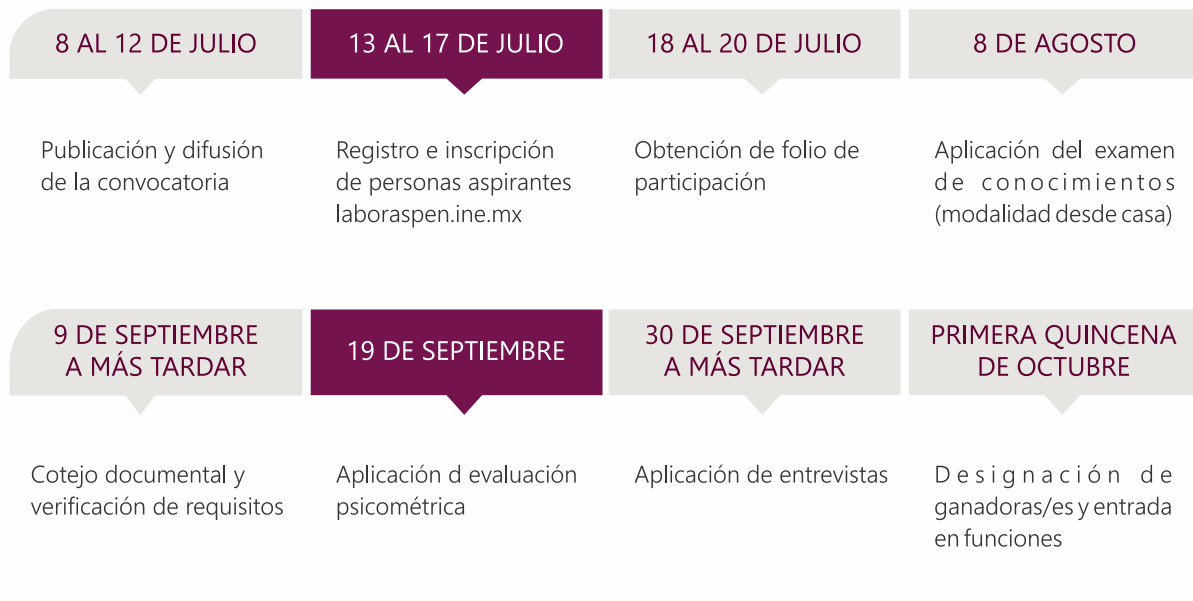 8 AL 12 DE JULIO
13 AL 17 DE JULIO
18 AL 20 DE JULIO
8 DE AGOSTO
Publicación y difusión
de la convocatoria
Registro e inscripción
de personas aspirantes
laboraspen.ine.mx
Obtención de folio de
participación
Aplicación del examen
de conocimientos
(modalidad desde casa)
9 DE SEPTIEMBRE
A MÁS TARDAR
19 DE SEPTIEMBRE
30 DE SEPTIEMBRE
A MÁS TARDAR
PRIMERA QUINCENA
DE OCTUBRE
Cotejo documental y
verificación de requisitos
Aplicación d evaluación
psicométrica
Aplicación de entrevistas
Designación de
ganadoras/es y entrada
en funciones